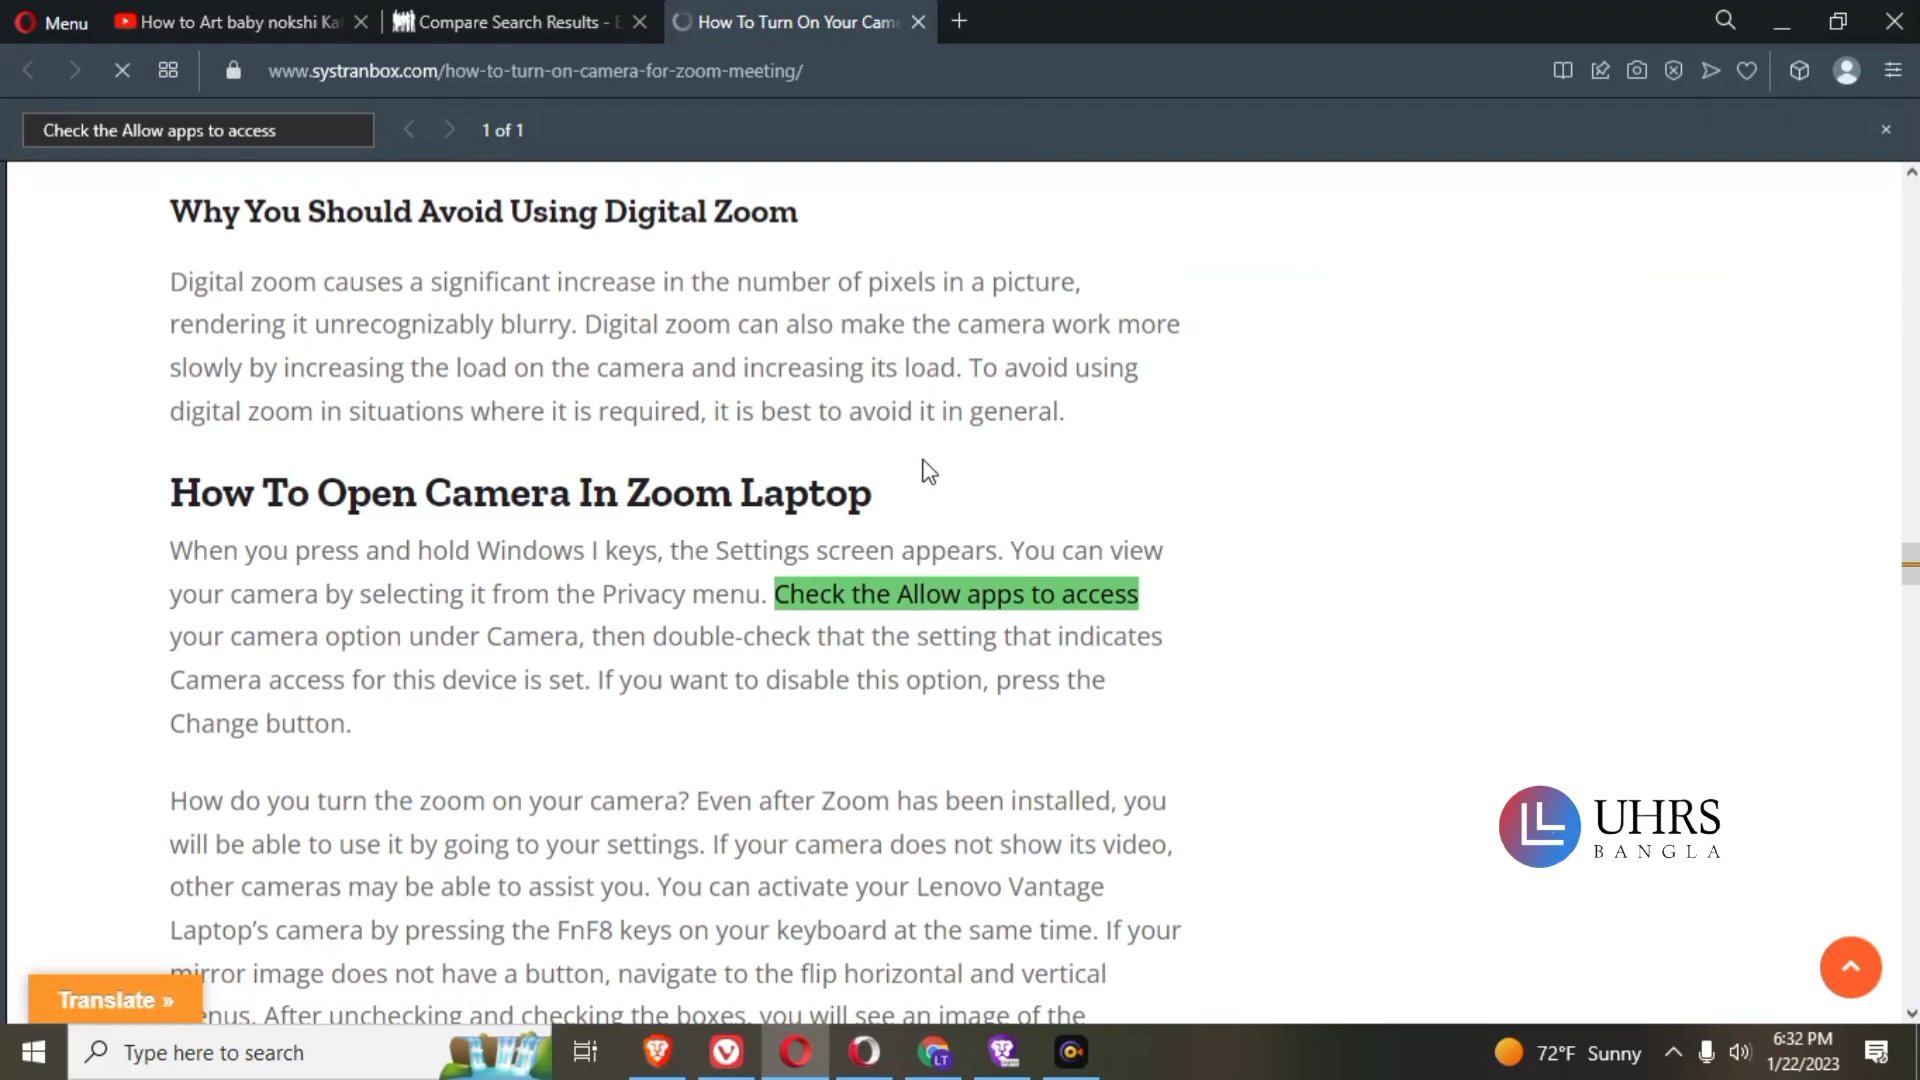 Menu
How to Art baby nokshi Ka
Compare Search Results - E
How To Turn On Your Cam
www.systranbox.com/how-to-turn-on-camera-for-zoom-meeting/
Check the Allow apps to access
1 of 1
Why You Should Avoid Using Digital Zoom
Digital zoom causes a significant increase in the number of pixels in a picture,
rendering it unrecognizably blurry. Digital zoom can also make the camera work more
slowly by increasing the load on the camera and increasing its load. To avoid using
digital zoom in situations where it is required, it is best to avoid it in general.
How To Open Camera In Zoom Laptop
When you press and hold Windows I keys, the Settings screen appears. You can view
your camera by selecting it from the Privacy menu. Check the Allow apps to access
your camera option under Camera, then double-check that the setting that indicates
Camera access for this device is set. If you want to disable this option, press the
Change button.
How do you turn the zoom on your camera? Even after Zoom has been installed, you
will be able to use it by going to your settings. If your camera does not show its video,
other cameras may be able to assist you. You can activate your Lenovo Vantage
Laptop's camera by pressing the FnF8 keys on your keyboard at the same time. If your
mirror image does not have a button, navigate to the flip horizontal and vertical
enus. After unchecking and checking the boxes, you will see an image of the
UHRS
BANGLA
Translate »
Type here to search
LT
72°F Sunny
6:32 PM
1/22/2023